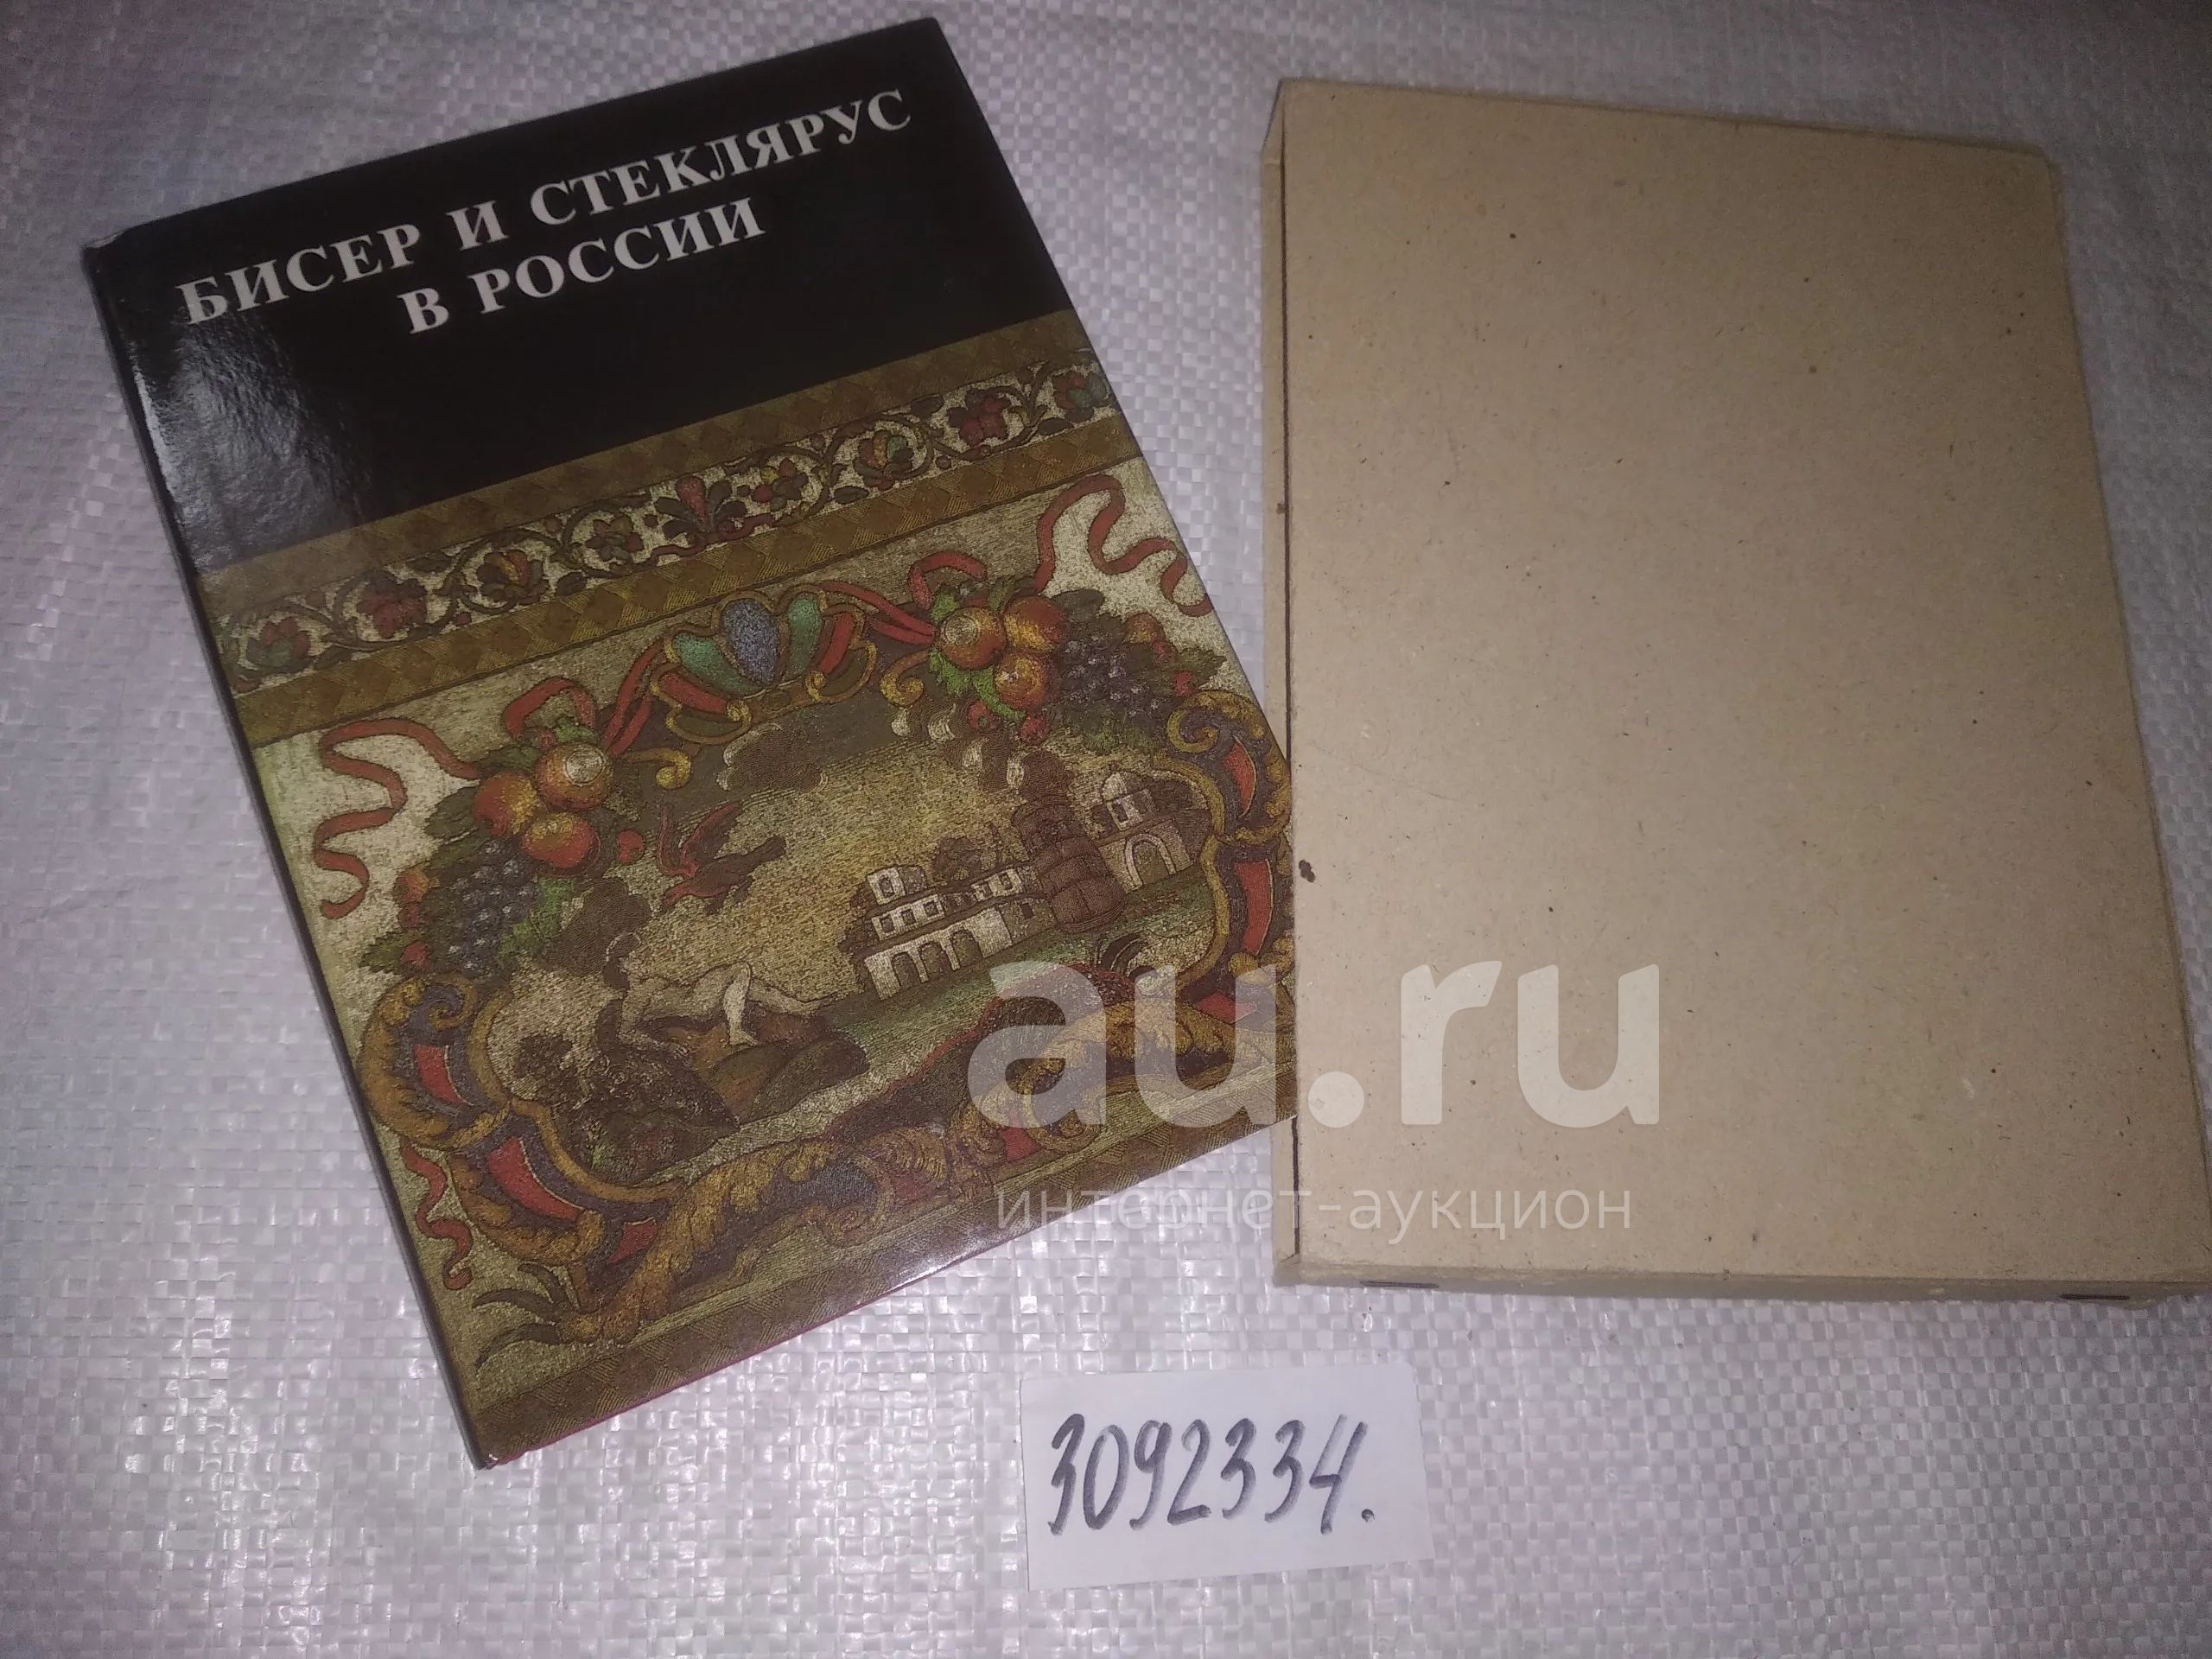 БИСЕР И СТЕКЛЯРУС
В РОССИИ
au.ru
интернет-аукцион
3092334.